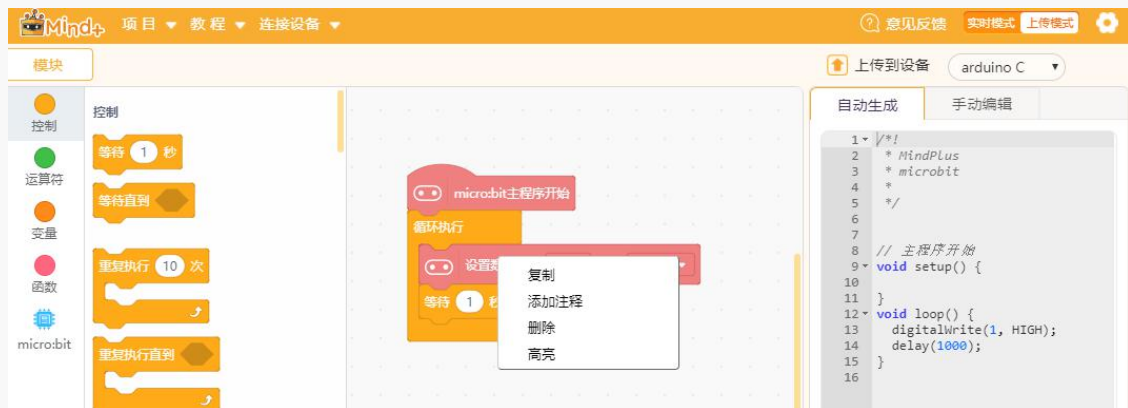 Mind+ 项目 教程 连接设备 意见反馈 实时模式 上传模式
模块 上传到设备 arduino C
控制
运算符
变量
函数
micro:bit
控制
等待 1 秒
等待直到
重复执行 10 次
重复执行直到
micro:bit主程序开始
循环执行
设置数
等待 1
复制
添加注释
删除
高亮
自动生成 手动编辑
1 /*!
2 * MindPlus
3 * microbit
4 *
5 */
6
7
8 // 主程序开始
9 void setup() {
10
11 }
12 void loop() {
13 digitalWrite(1, HIGH);
14 delay(1000);
15 }
16